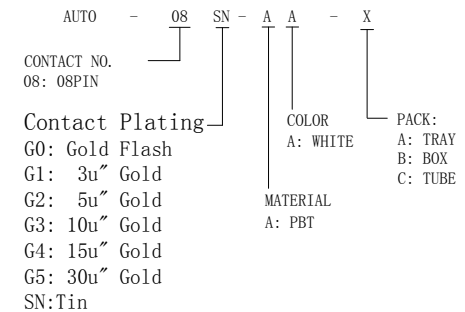 AUTO - 08 SN - A A - X
CONTACT NO.
08: 08PIN
Contact Plating
G0: Gold Flash
G1: 3u″ Gold
G2: 5u″ Gold
G3: 10u″ Gold
G4: 15u″ Gold
G5: 30u″ Gold
SN:Tin
MATERIAL
A: PBT
COLOR
A: WHITE
PACK:
A: TRAY
B: BOX
C: TUBE